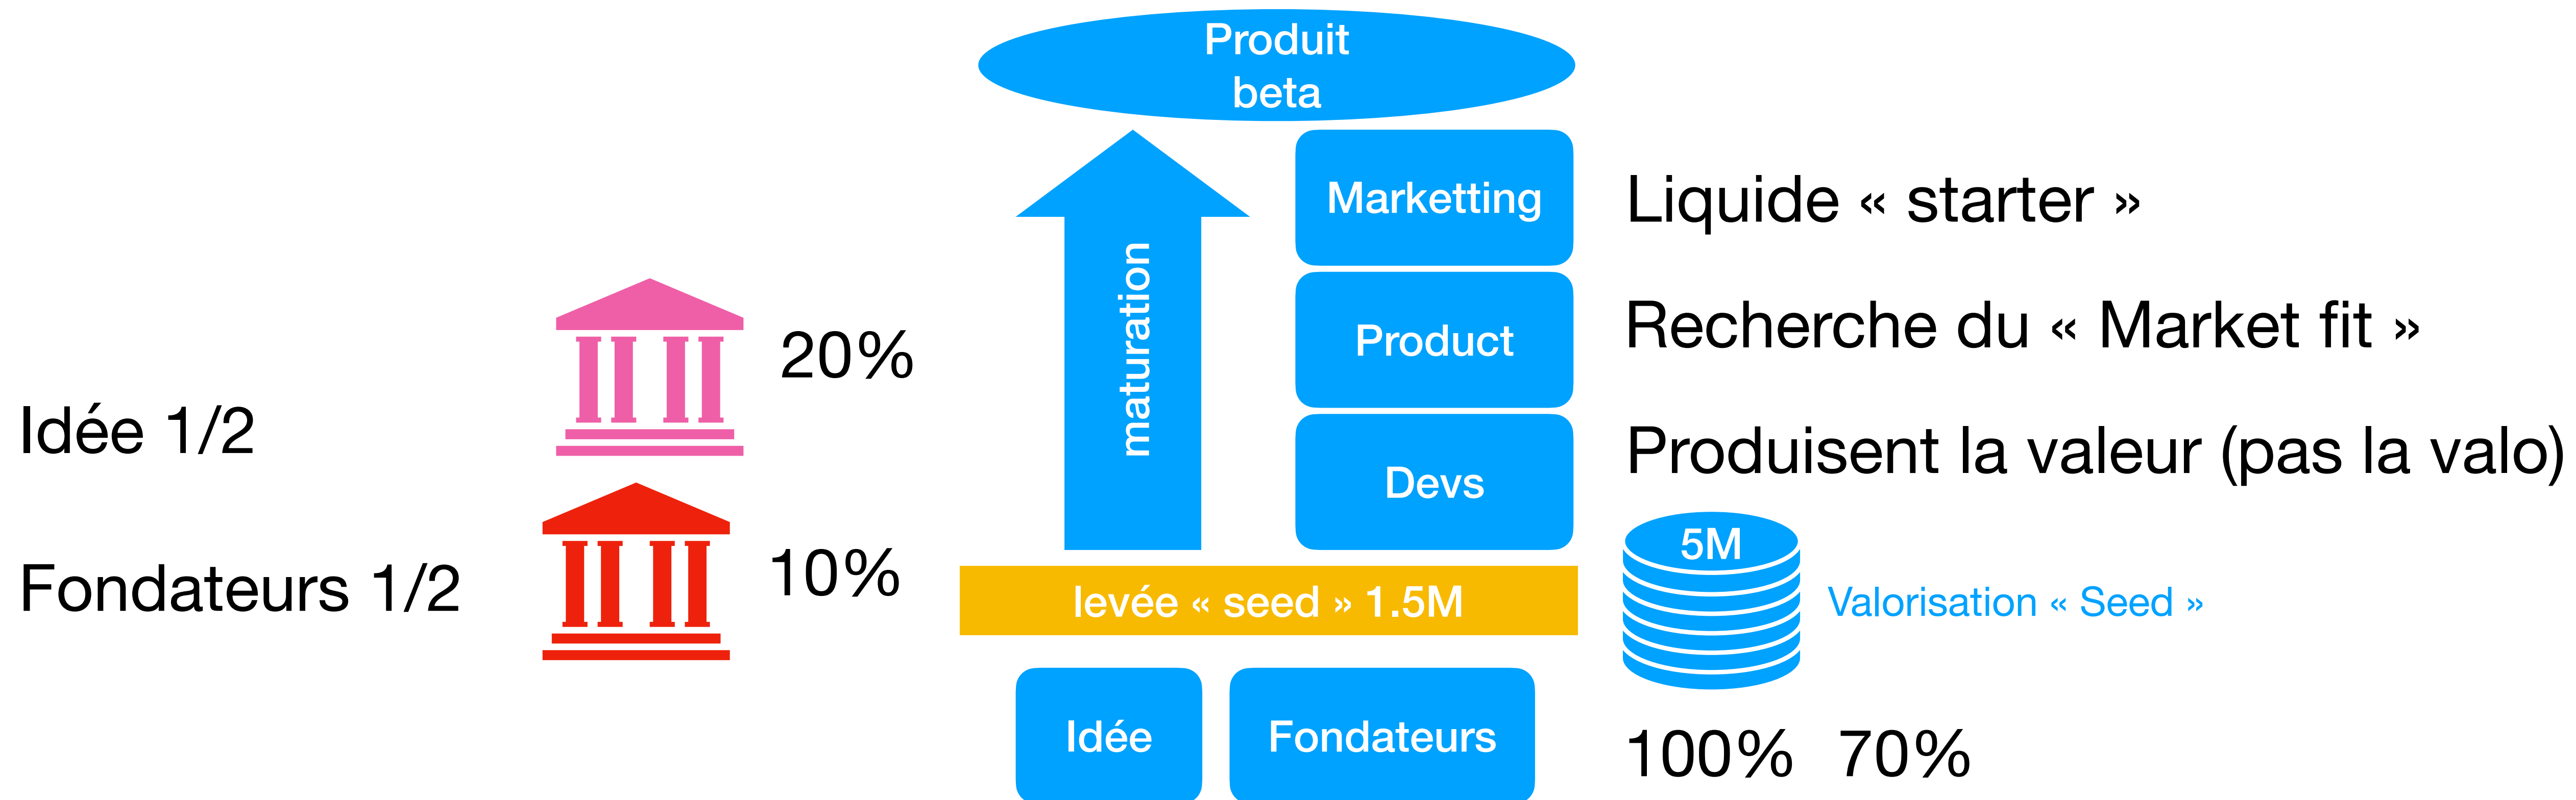 Produit
beta
Marketting
Liquide « starter »
maturation
20%
Product
Recherche du « Market fit »
Idée 1/2
Devs
Produisent la valeur (pas la valo)
Fondateurs 1/2
10%
levée « seed » 1.5M
5M
Valorisation « Seed »
Idée
Fondateurs
100% 70%